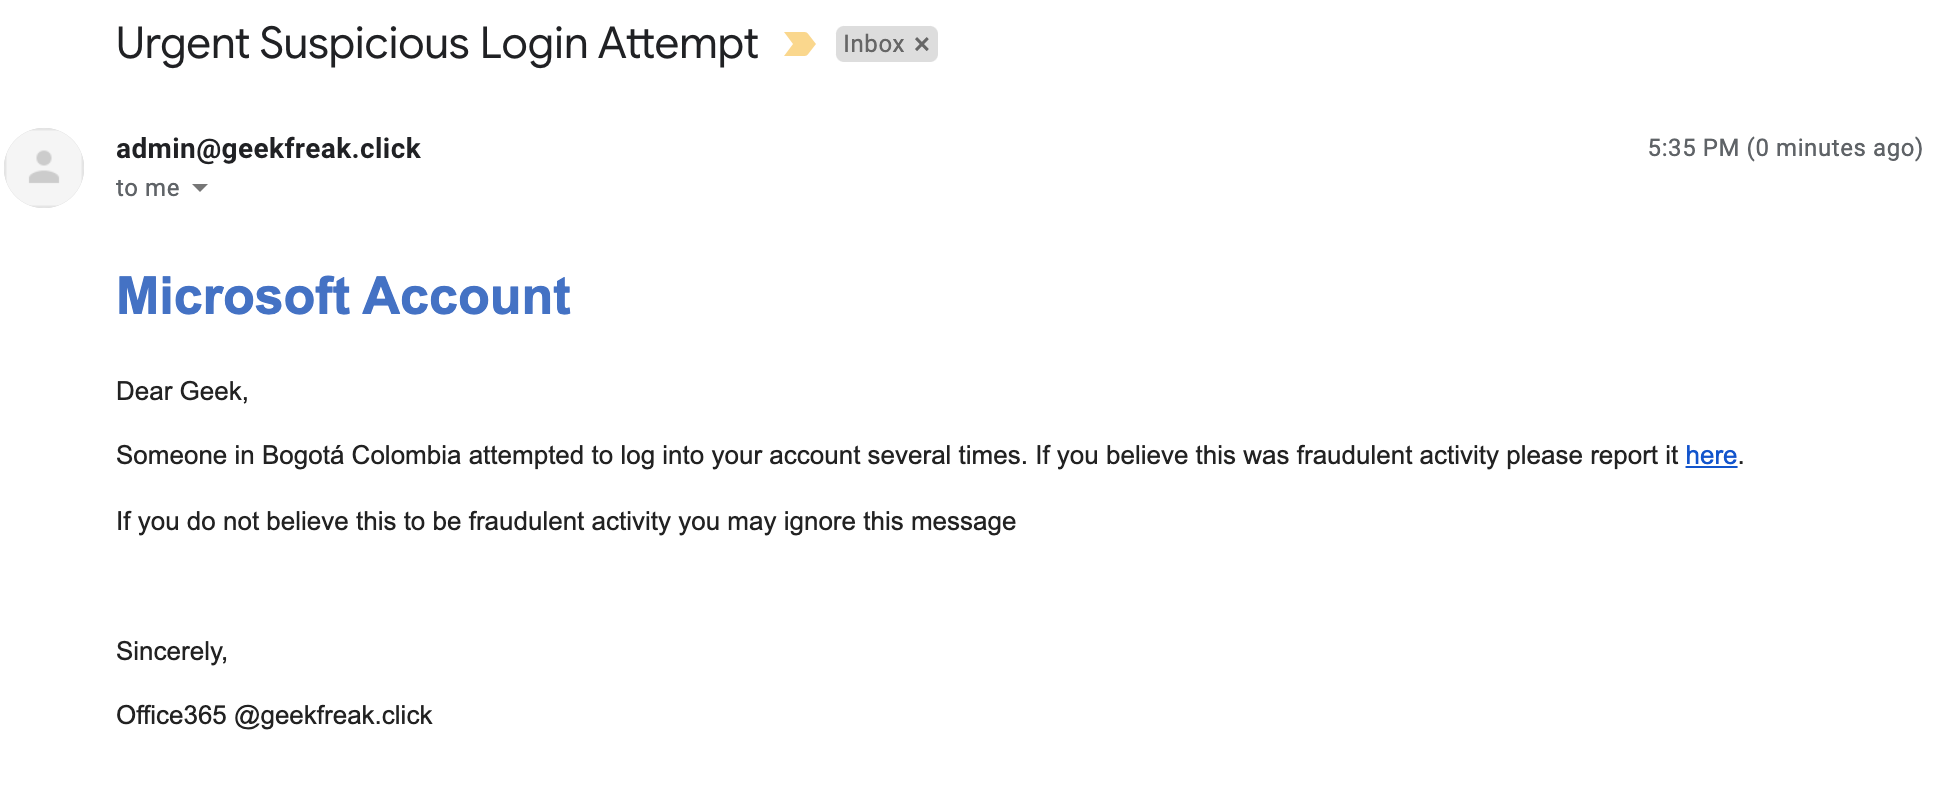 Urgent Suspicious Login Attempt
Inbox ×
admin@geekfreak.click
5:35 PM (0 minutes ago)
to me
Microsoft Account
Dear Geek,
Someone in Bogotá Colombia attempted to log into your account several times. If you believe this was fraudulent activity please report it here.
If you do not believe this to be fraudulent activity you may ignore this message
Sincerely,
Office365 @geekfreak.click